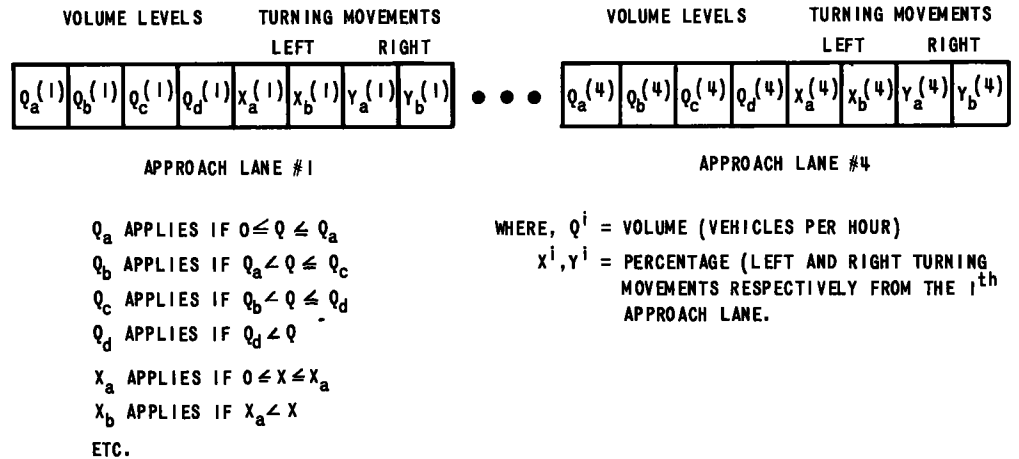 VOLUME LEVELS TURNING MOVEMENTS VOLUME LEVELS TURNING MOVEMENTS
LEFT RIGHT LEFT RIGHT
Qa(1) Qb(1) Qc(1) Qd(1) Xa(1) Xb(1) Ya(1) Yb(1) ● ● ● Qa(4) Qb(4) Qc(4) Qd(4) Xa(4) Xb(4) Ya(4) Yb(4)
APPROACH LANE #1 APPROACH LANE #4
Qa APPLIES IF 0≤ Q ≤ Qa
Qb APPLIES IF Qa∠ Q ≤ Qc
Qc APPLIES IF Qb∠ Q ≤ Qd
Qd APPLIES IF Qd∠ Q
Xa APPLIES IF 0 ≤ X ≤ Xa
Xb APPLIES IF Xa∠ X
ETC.
WHERE, Qi = VOLUME (VEHICLES PER HOUR)
Xi,Yi = PERCENTAGE (LEFT AND RIGHT TURNING
MOVEMENTS RESPECTIVELY FROM THE Ith
APPROACH LANE.